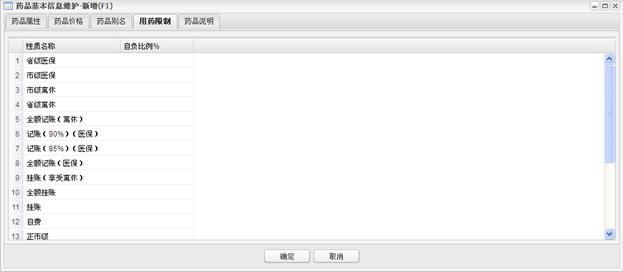 药品基本信息维护-新增(F1)
药品属性 药品价格 药品别名 用药限制 药品说明
性质名称 自负比例%
1 省级医保
2 市级医保
3 市级离休
4 省级离休
5 全额记账(离休)
6 记账(90%)(医保)
7 记账(85%)(医保)
8 全额记账(医保)
9 挂账(享受离休)
10 全额挂账
11 挂账
12 自费
13 正市级
确定 取消